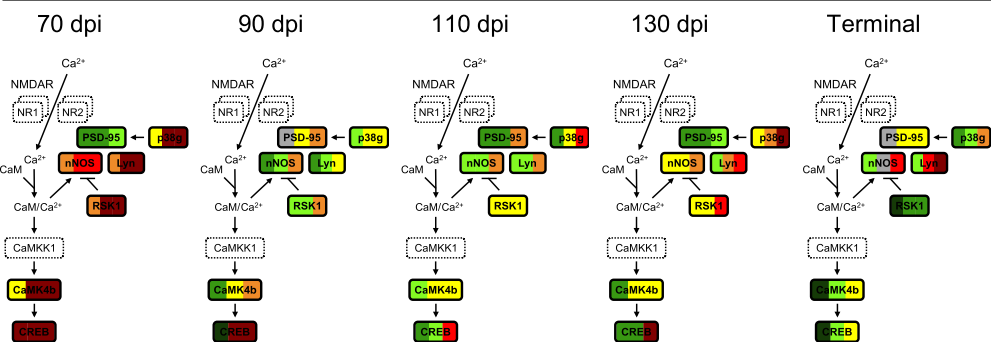 70 dpi 90 dpi 110 dpi 130 dpi Terminal
Ca2+ Ca2+ Ca2+ Ca2+ Ca2+
NMDAR NMDAR NMDAR NMDAR NMDAR
NR1 NR2 NR1 NR2 NR1 NR2 NR1 NR2 NR1 NR2
PSD-95 p38g PSD-95 p38g PSD-95 p38g PSD-95 p38g PSD-95 p38g
Ca2+ nNOS Lyn Ca2+ nNOS Lyn Ca2+ nNOS Lyn Ca2+ nNOS Lyn Ca2+ nNOS Lyn
CaM CaM CaM CaM CaM
CaM/Ca2+ RSK1 CaM/Ca2+ RSK1 CaM/Ca2+ RSK1 CaM/Ca2+ RSK1 CaM/Ca2+ RSK1
CaMKK1 CaMKK1 CaMKK1 CaMKK1 CaMKK1
CaMK4b CaMK4b CaMK4b CaMK4b CaMK4b
CREB CREB CREB CREB CREB